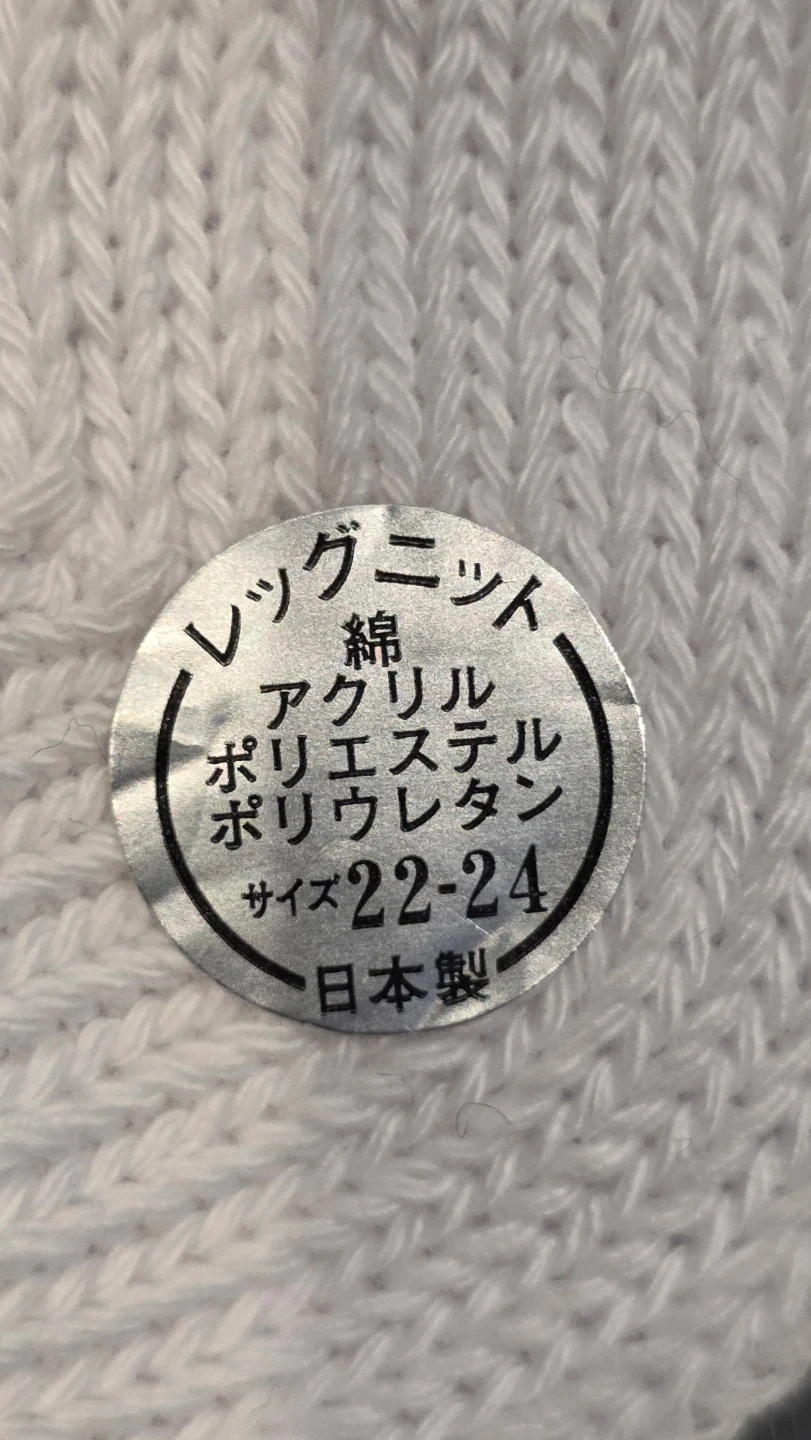 レッグニット
綿
アクリル
ポリエステル
ポリウレタン
サイズ22-24
日本製